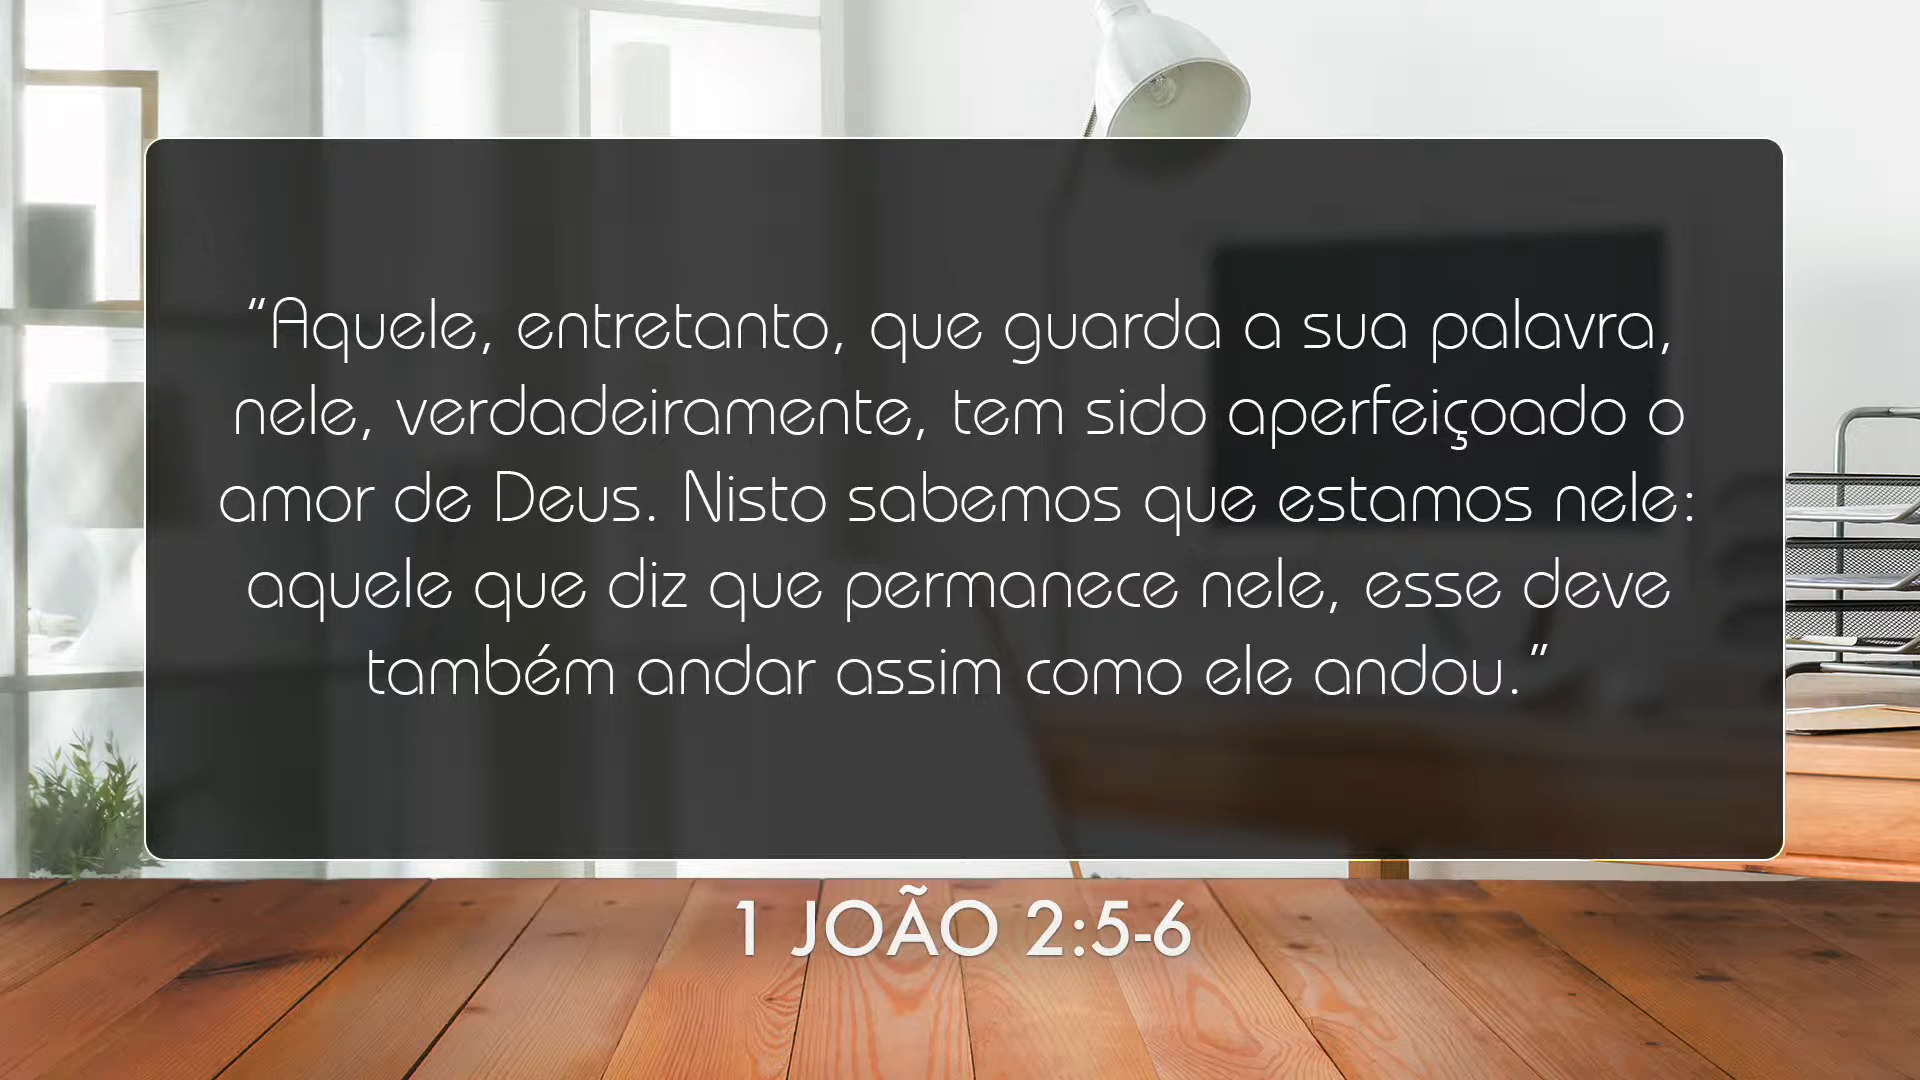 “Aquele, entretanto, que guarda a sua palavra,
nele, verdadeiramente, tem sido aperfeiçoado o
amor de Deus. Nisto sabemos que estamos nele:
aquele que diz que permanece nele, esse deve
também andar assim como ele andou.”
1 JOÃO 2:5-6